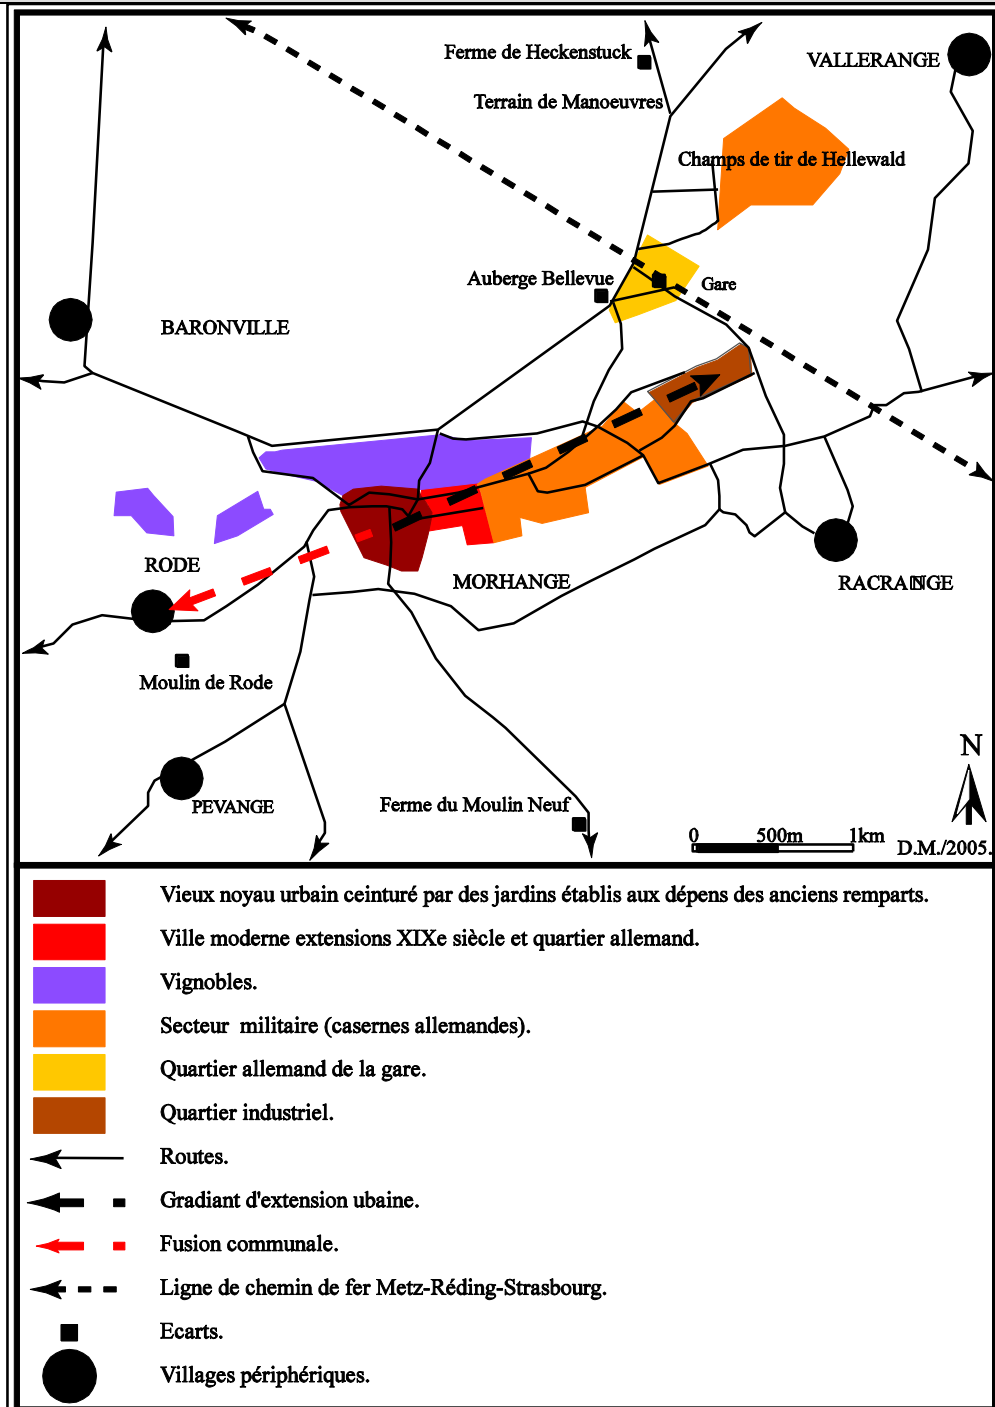 Ferme de Heckenstuck
VALLERANGE
Terrain de Manoeuvres
Champs de tir de Hellewald
Auberge Bellevue
Gare
BARONVILLE
RODE
MORHANGE
Moulin de Rode
PEVANGE
Ferme du Moulin Neuf
N
0 500m 1km
D.M./2005.
Vieux noyau urbain ceinturé par des jardins établis aux dépens des anciens remparts.
Ville moderne extensions XIXe siècle et quartier allemand.
Vignobles.
Secteur militaire (casernes allemandes).
Quartier allemand de la gare.
Quartier industriel.
Routes.
Gradiant d'extension ubaine.
Fusion communale.
Ligne de chemin de fer Metz-Réding-Strasbourg.
Ecarts.
Villages périphériques.